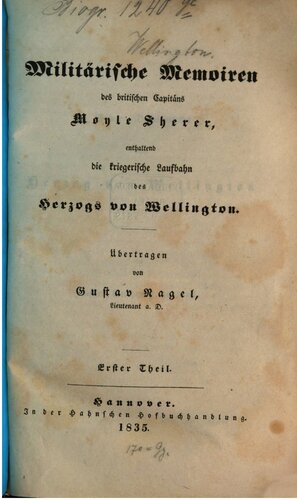 Biogr. 1240
Wellington.
Militärische Memoiren
des britischen Capitäns
Moyle Sherer,
enthaltend
die kriegerische Laufbahn
des
Herzogs von Wellington.
Übertragen
von
Gustav Nagel,
Lieutenant a. D.
Erster Theil.
Hannover.
In der Hahnschen Hofbuchhandlung.
1835.